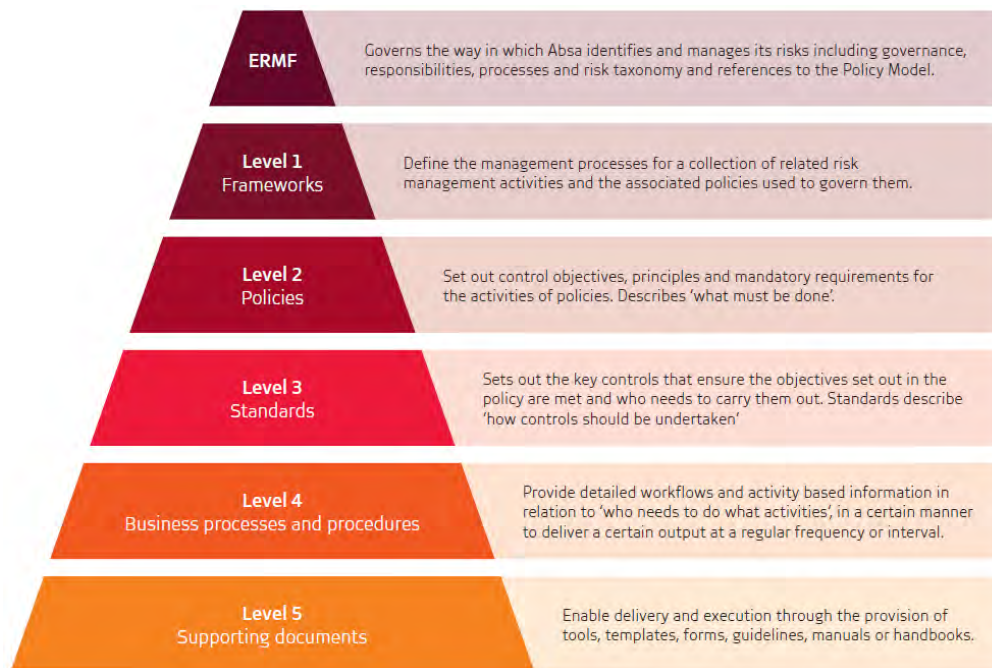 ERMF
Governs the way in which Absa identifies and manages its risks including governance,
responsibilities, processes and risk taxonomy and references to the Policy Model.
Level 1
Frameworks
Define the management processes for a collection of related risk
management activities and the associated policies used to govern them.
Level 2
Policies
Set out control objectives, principles and mandatory requirements for
the activities of policies. Describes ‘what must be done’.
Level 3
Standards
Sets out the key controls that ensure the objectives set out in the
policy are met and who needs to carry them out. Standards describe
‘how controls should be undertaken’
Level 4
Business processes and procedures
Provide detailed workflows and activity based information in
relation to ‘who needs to do what activities’, in a certain manner
to deliver a certain output at a regular frequency or interval.
Level 5
Supporting documents
Enable delivery and execution through the provision of
tools, templates, forms, guidelines, manuals or handbooks.